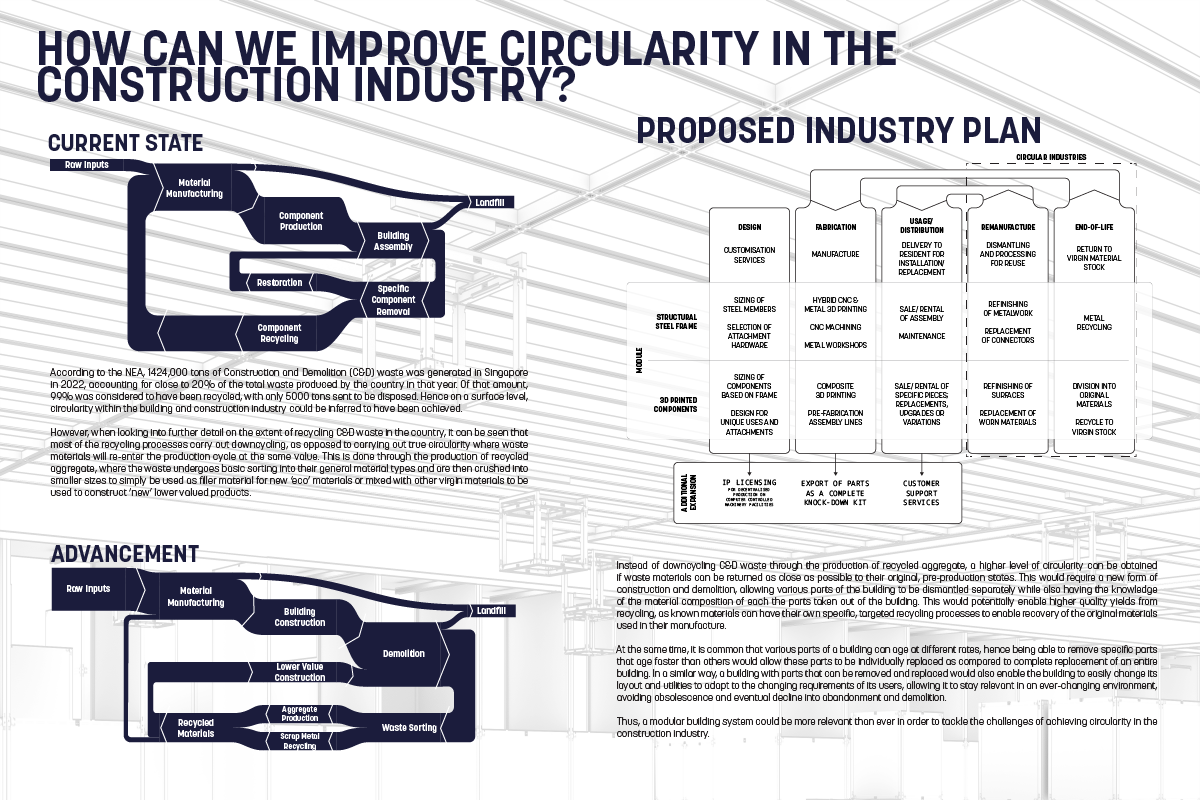 HOW CAN WE IMPROVE CIRCULARITY IN THE
CONSTRUCTION INDUSTRY?
CURRENT STATE
Raw Inputs
Material
Manufacturing
Component
Production
Building
Assembly
Landfill
Restoration
Specific
Component
Removal
Component
Recycling
According to the NEA, 1424,000 tons of Construction and Demolition (C&D) waste was generated in Singapore
in 2022, accounting for close to 20% of the total waste produced by the country in that year. Of that amount,
99% was considered to have been recycled, with only 5000 tons sent to be disposed. Hence on a surface level,
circularity within the building and construction industry could be inferred to have been achieved.
However, when looking into further detail on the extent of recycling C&D waste in the country, it can be seen that
most of the recycling processes carry out downcycling, as opposed to carrying out true circularity where waste
materials will re-enter the production cycle at the same value. This is done through the production of recycled
aggregate, where the waste undergoes basic sorting into their general material types and are then crushed into
smaller sizes to simply be used as filler material for new 'eco' materials or mixed with other virgin materials to be
used to construct 'new' lower valued products.
ADVANCEMENT
Raw Inputs
Material
Manufacturing
Building
Construction
Landfill
Demolition
Lower Value
Construction
Recycled
Materials
Aggregate
Production
Scrap Metal
Recycling
Waste Sorting
PROPOSED INDUSTRY PLAN
CIRCULAR INDUSTRIES
DESIGN
CUSTOMISATION
SERVICES
FABRICATION
MANUFACTURE
USAGE/
DISTRIBUTION
DELIVERY TO
RESIDENT FOR
INSTALLATION/
REPLACEMENT
REMANUFACTURE
DISMANTLING
AND PROCESSING
FOR REUSE
END-OF-LIFE
RETURN TO
VIRGIN MATERIAL
STOCK
MODULE
STRUCTURAL
STEEL FRAME
SIZING OF
STEEL MEMBERS
SELECTION OF
ATTACHMENT
HARDWARE
HYBRID CNC &
METAL 3D PRINTING
CNC MACHINING
METAL WORKSHOPS
SALE/ RENTAL
OF ASSEMBLY
MAINTENANCE
REFINISHING
OF METALWORK
REPLACEMENT
OF CONNECTORS
METAL
RECYCLING
3D PRINTED
COMPONENTS
SIZING OF
COMPONENTS
BASED ON FRAME
DESIGN FOR
UNIQUE USES AND
ATTACHMENTS
COMPOSITE
3D PRINTING
PRE-FABRICATION
ASSEMBLY LINES
SALE/ RENTAL OF
SPECIFIC PIECES;
REPLACEMENTS,
UPGRADES OR
VARIATIONS
REFINISHING OF
SURFACES
REPLACEMENT OF
WORN MATERIALS
DIVISION INTO
ORIGINAL
MATERIALS
RECYCLE TO
VIRGIN STOCK
ADDITIONAL
EXPANSION
IP LICENSING
FOR DECENTRALISED
PRODUCTION ON
COMPUTER CONTROLLED
MACHINERY FACILITIES
EXPORT OF PARTS
AS A COMPLETE
KNOCK-DOWN KIT
CUSTOMER
SUPPORT
SERVICES
Instead of downcycling C&D waste through the production of recycled aggregate, a higher level of circularity can be obtained
if waste materials can be returned as close as possible to their original, pre-production states. This would require a new form of
construction and demolition, allowing various parts of the building to be dismantled separately while also having the knowledge
of the material composition of each the parts taken out of the building. This would potentially enable higher quality yields from
recycling, as known materials can have their own specific, targeted recycling processes to enable recovery of the original materials
used in their manufacture.
At the same time, it is common that various parts of a building can age at different rates, hence being able to remove specific parts
that age faster than others would allow these parts to be individually replaced as compared to complete replacement of an entire
building. In a similar way, a building with parts that can be removed and replaced would also enable the building to easily change its
layout and utilities to adapt to the changing requirements of its users, allowing it to stay relevant in an ever-changing environment,
avoiding obsolescence and eventual decline into abandonment and demolition.
Thus, a modular building system could be more relevant than ever in order to tackle the challenges of achieving circularity in the
construction industry.